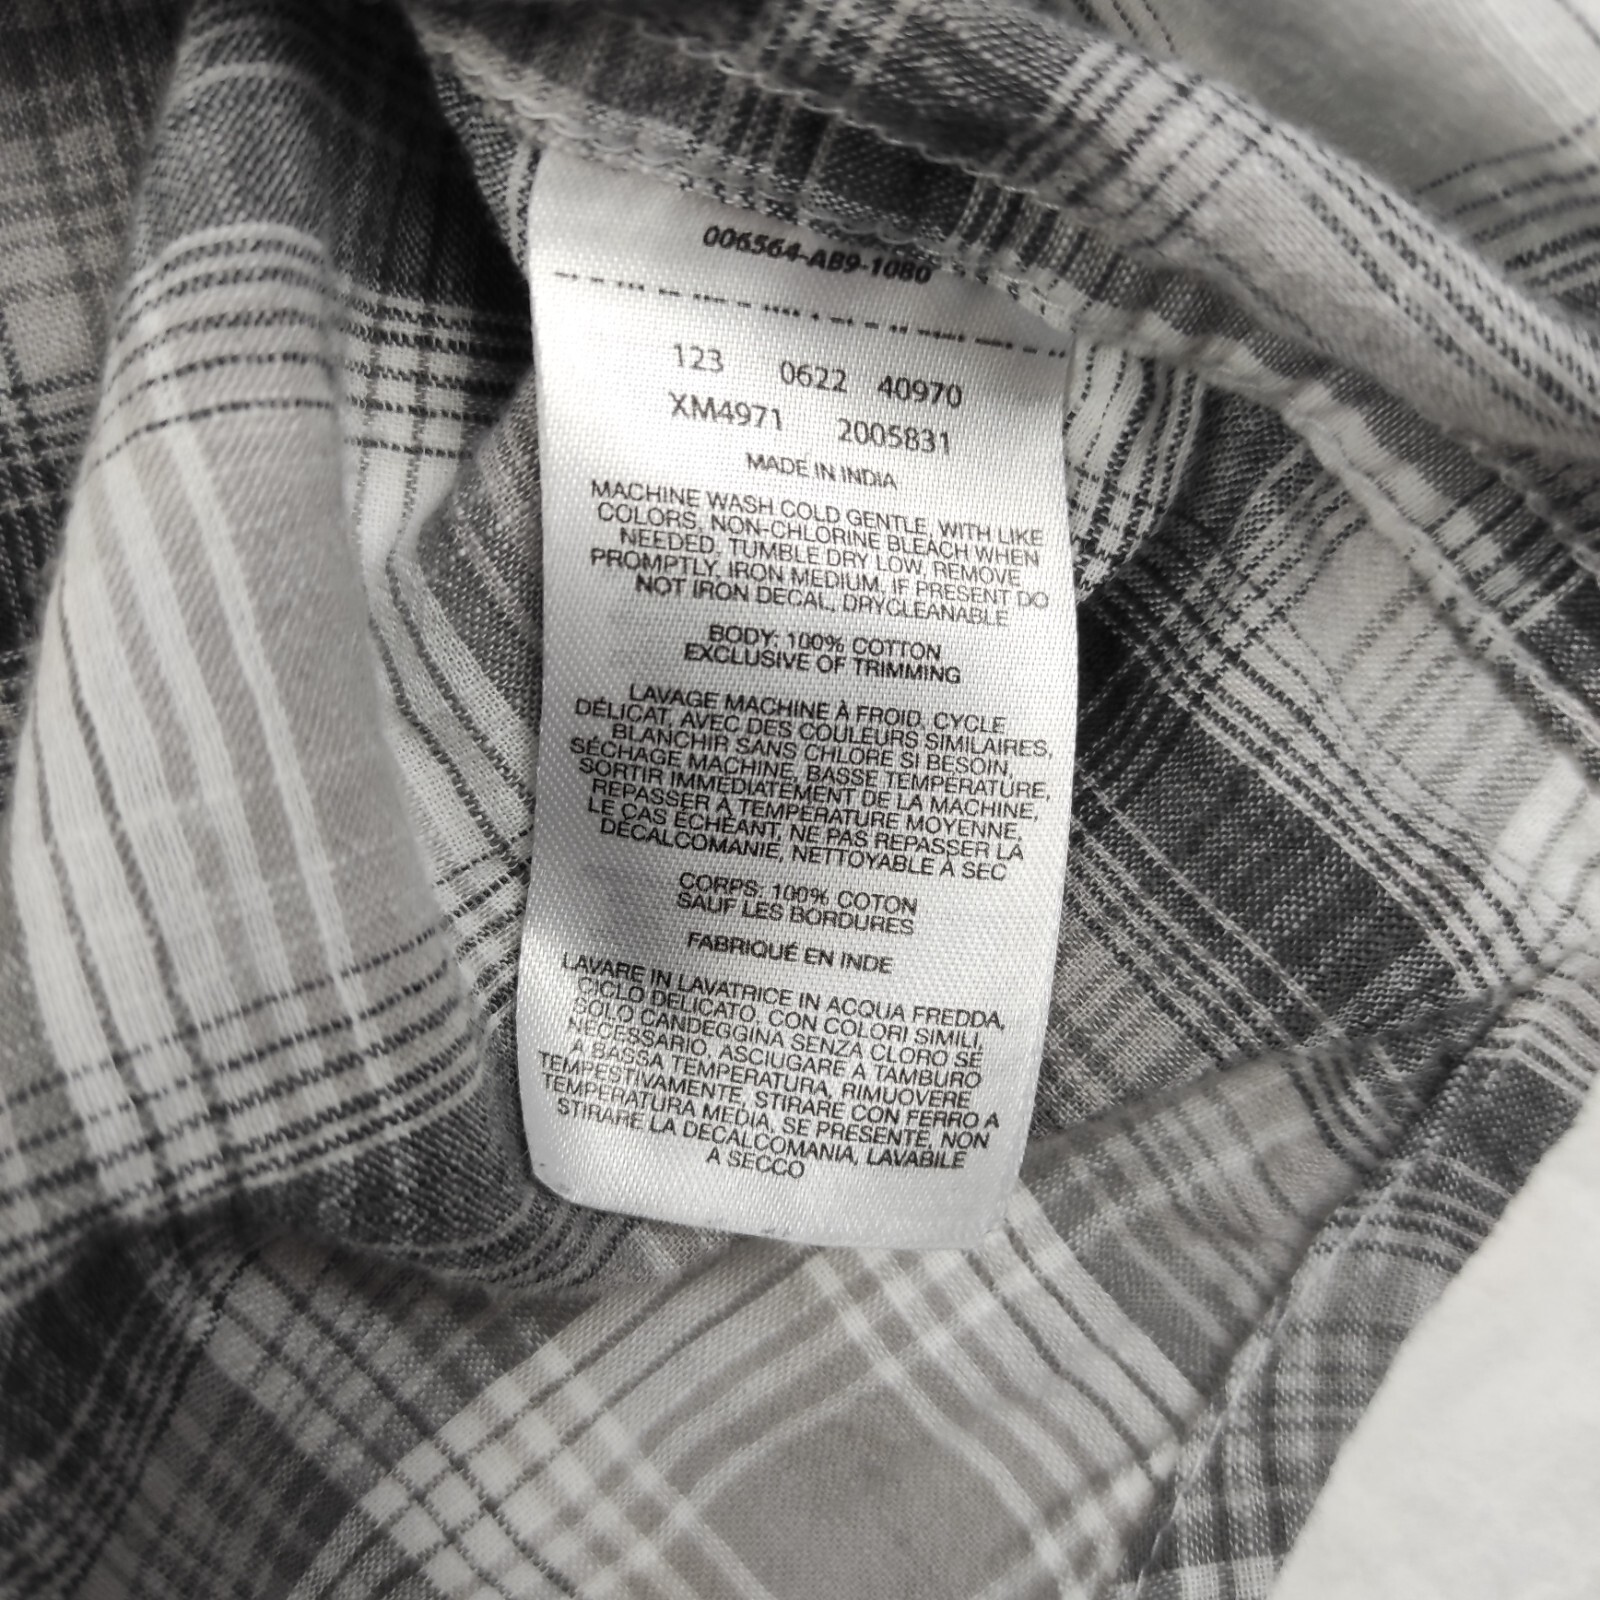 006564-AB9-1080
123 0622 40970
XM4971 2005831
MADE IN INDIA
MACHINE WASH COLD GENTLE, WITH LIKE
COLORS, NON-CHLORINE BLEACH WHEN
NEEDED, TUMBLE DRY LOW, REMOVE
PROMPTLY, IRON MEDIUM, IF PRESENT DO
NOT IRON DECAL, DRYCLEANABLE
BODY: 100% COTTON
EXCLUSIVE OF TRIMMING
LAVAGE MACHINE À FROID, CYCLE
DÉLICAT, AVEC DES COULEURS SIMILAIRES,
BLANCHIR SANS CHLORE SI BESOIN,
SÉCHAGE MACHINE, BASSE TEMPÉRATURE,
SORTIR IMMÉDIATEMENT DE LA MACHINE,
REPASSER À TEMPÉRATURE MOYENNE,
LE CAS ÉCHÉANT, NE PAS REPASSER LA
DÉCALCOMANIE, NETTOYABLE À SEC
CORPS: 100% COTON
SAUF LES BORDURES
FABRIQUÉ EN INDE
LAVARE IN LAVATRICE IN ACQUA FREDDA,
CICLO DELICATO, CON COLORI SIMILI,
SOLO CANDEGGINA SENZA CLORO SE
NECESSARIO, ASCIUGARE A TAMBURO
A BASSA TEMPERATURA, RIMUOVERE
TEMPESTIVAMENTE, STIRARE CON FERRO A
TEMPERATURA MEDIA, SE PRESENTE, NON
STIRARE LA DECALCOMANIA, LAVABILE
A SECCO